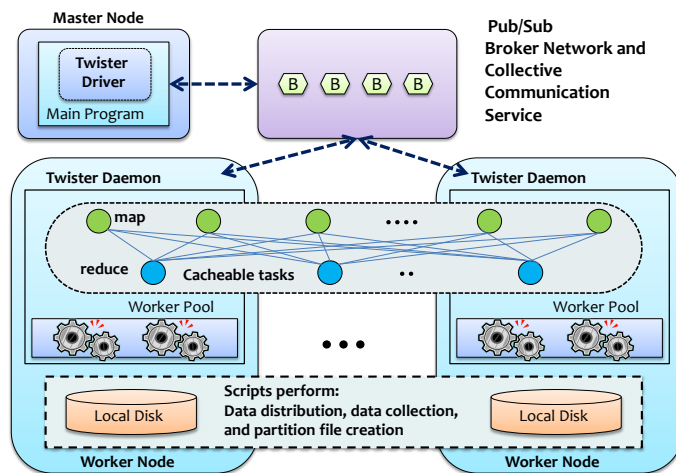 Master Node
Twister
Driver
Main Program
B B B B
Pub/Sub
Broker Network and
Collective
Communication
Service
Twister Daemon
Twister Daemon
map
....
reduce
Cacheable tasks
..
Worker Pool
Worker Pool
...
Scripts perform:
Data distribution, data collection,
and partition file creation
Local Disk
Local Disk
Worker Node
Worker Node